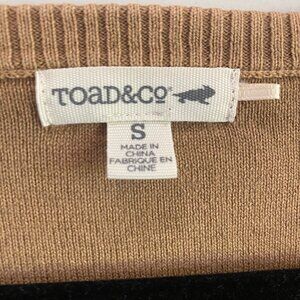 TOAD&CO
S
MADE IN
CHINA
FABRIQUE EN
CHINE